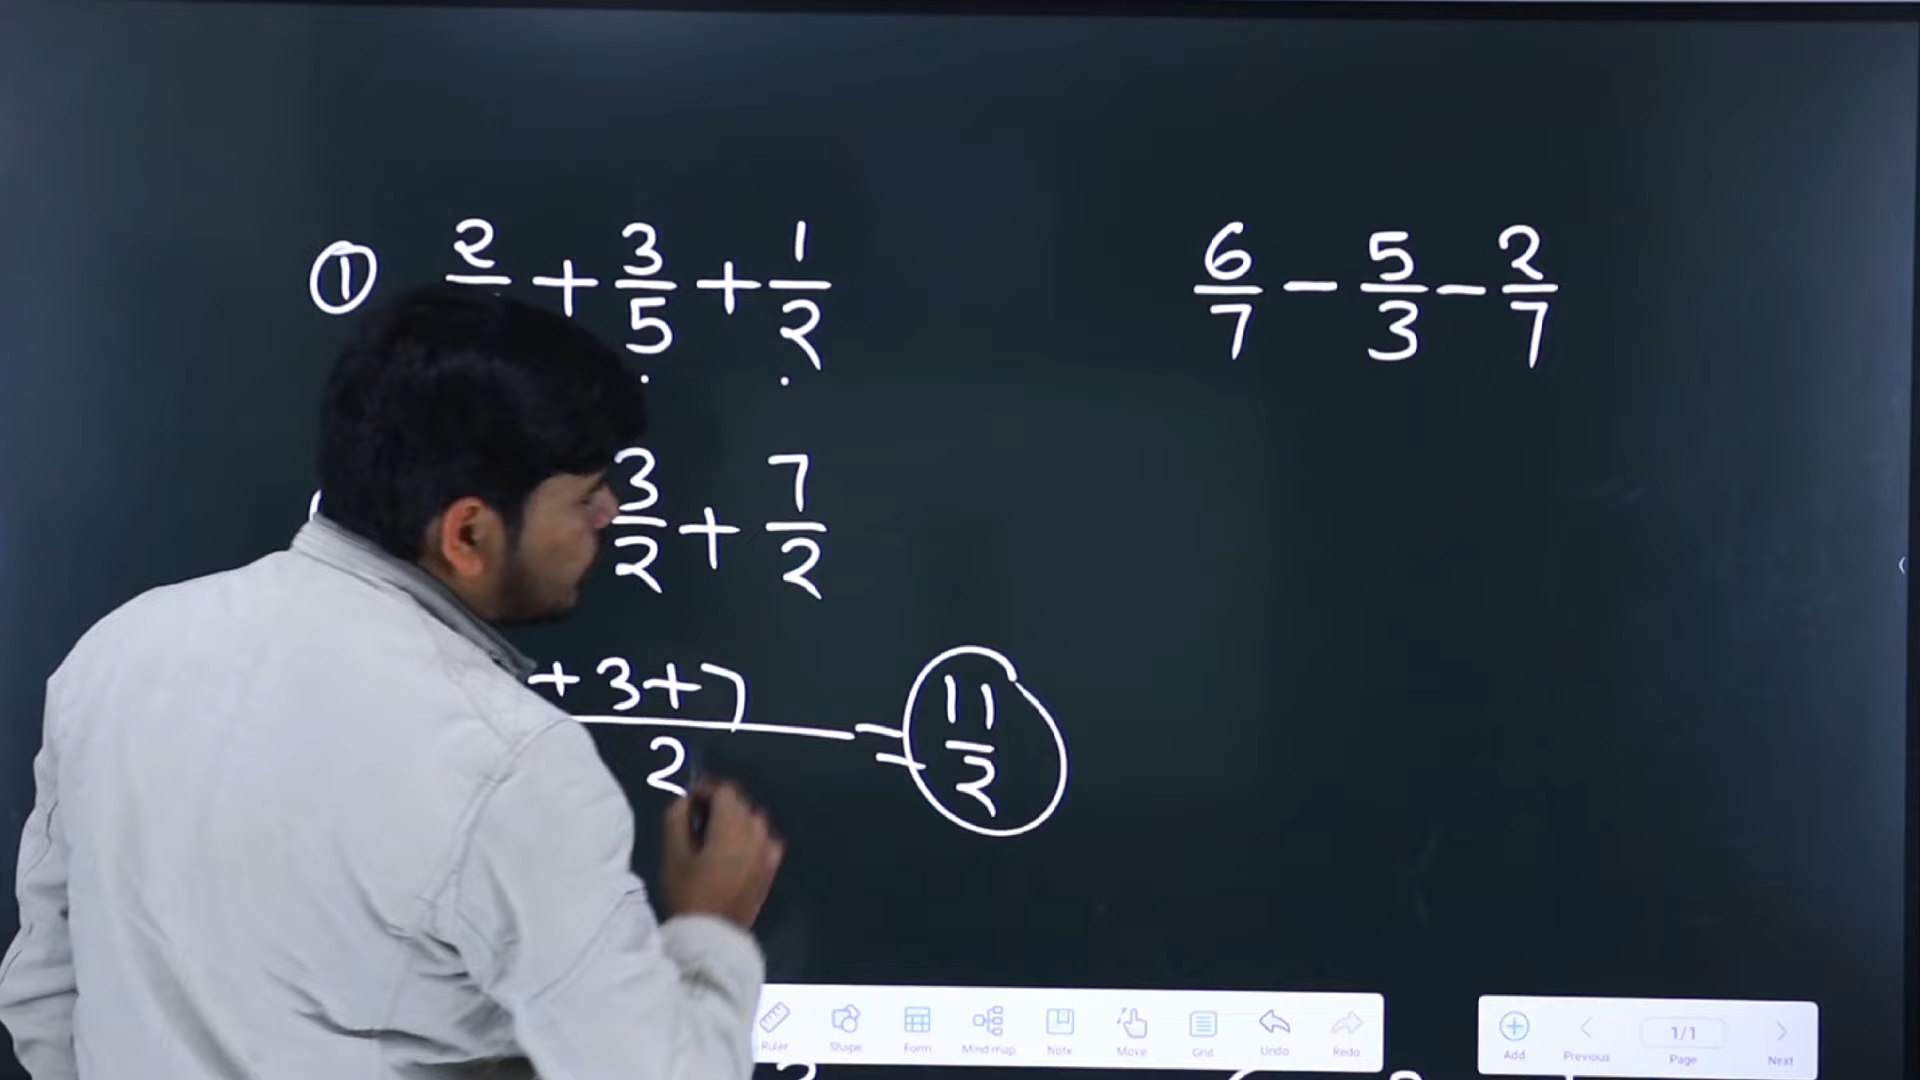 ① 2/ + 3/5 + 1/2
3/2 + 7/2
+ 3 + 7 / 2 = 11/2
6/7 - 5/3 - 2/7
Ruler Shape Form Mind map Note Move Grid Undo Redo
Add Previous 1/1 Page Next